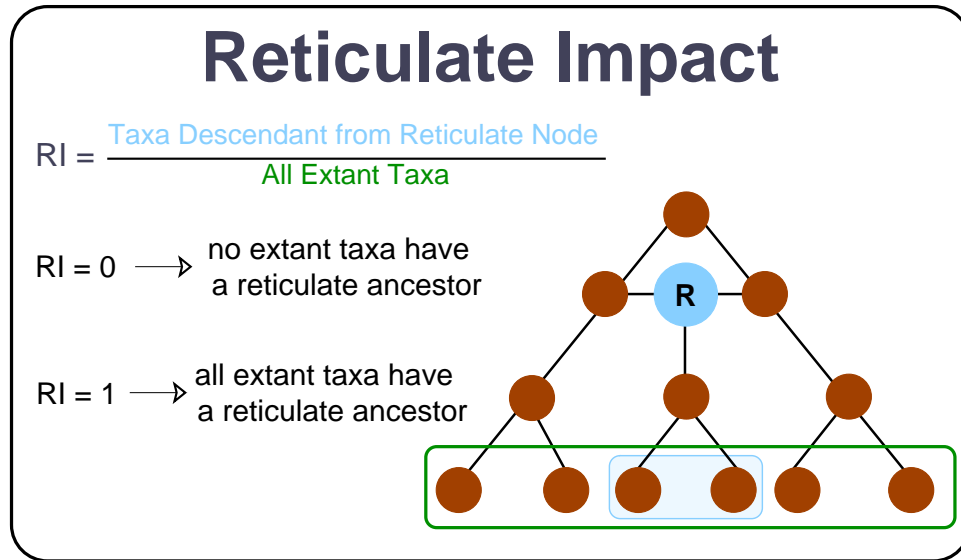 Reticulate Impact
RI =
Taxa Descendant from Reticulate Node
All Extant Taxa
RI = 0
no extant taxa have
a reticulate ancestor
R
RI = 1
all extant taxa have
a reticulate ancestor